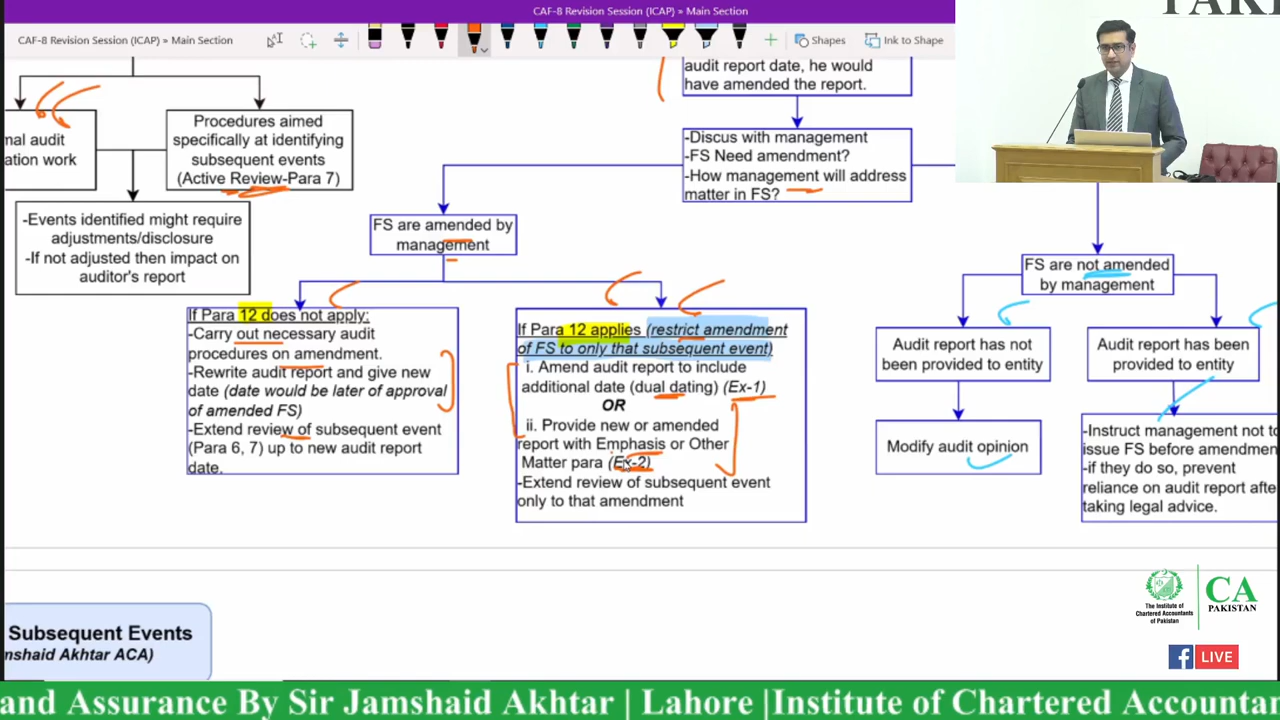 CAF-8 Revision Session (ICAP) » Main Section
CAF-8 Revision Session (ICAP) » Main Section
Shapes
Ink to Shape
audit report date, he would
have amended the report.
mal audit
ation work
Procedures aimed
specifically at identifying
subsequent events
(Active Review-Para 7)
-Discus with management
-FS Need amendment?
-How management will address
matter in FS?
-Events identified might require
adjustments/disclosure
-If not adjusted then impact on
auditor's report
FS are amended by
management
FS are not amended
by management
If Para 12 does not apply:
-Carry out necessary audit
procedures on amendment.
-Rewrite audit report and give new
date (date would be later of approval
of amended FS)
-Extend review of subsequent event
(Para 6, 7) up to new audit report
date.
If Para 12 applies (restrict amendment
of FS to only that subsequent event)
i. Amend audit report to include
additional date (dual dating) (Ex-1)
OR
ii. Provide new or amended
report with Emphasis or Other
Matter para (Ex-2)
-Extend review of subsequent event
only to that amendment
Audit report has not
been provided to entity
Audit report has been
provided to entity
Modify audit opinion
-Instruct management not to
issue FS before amendmen
-if they do so, prevent
reliance on audit report after
taking legal advice.
Subsequent Events
mshaid Akhtar ACA)
The Institute of
Chartered Accountants
of Pakistan
CA
PAKISTAN
LIVE
and Assurance By Sir Jamshaid Akhtar | Lahore |Institute of Chartered Accountan